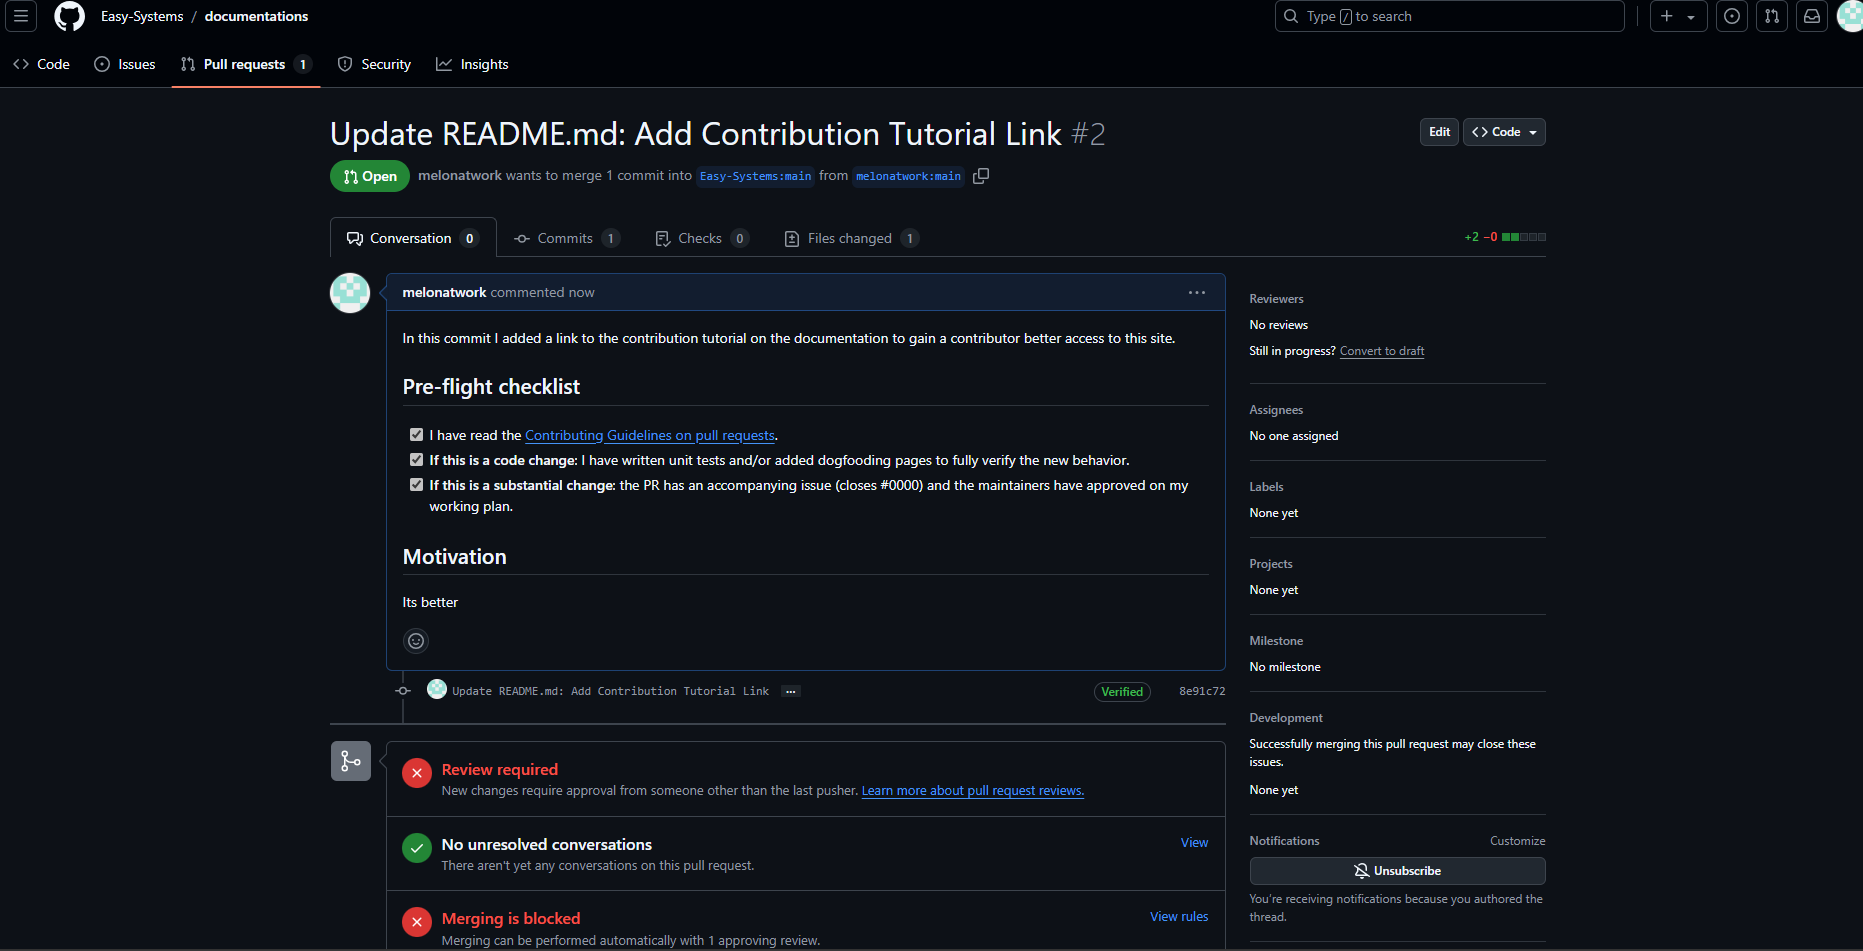 Easy-Systems / documentations
Type / to search
Code
Issues
Pull requests 1
Security
Insights
Update README.md: Add Contribution Tutorial Link #2
Edit
Code
Open
melonatwork wants to merge 1 commit into Easy-Systems:main from melonatwork:main
Conversation 0
Commits 1
Checks 0
Files changed 1
+2 −0
melonatwork commented now
In this commit I added a link to the contribution tutorial on the documentation to gain a contributor better access to this site.
Pre-flight checklist
I have read the Contributing Guidelines on pull requests.
If this is a code change: I have written unit tests and/or added dogfooding pages to fully verify the new behavior.
If this is a substantial change: the PR has an accompanying issue (closes #0000) and the maintainers have approved on my
working plan.
Motivation
Its better
Update README.md: Add Contribution Tutorial Link ...
Verified
8e91c72
Review required
New changes require approval from someone other than the last pusher. Learn more about pull request reviews.
No unresolved conversations
There aren't yet any conversations on this pull request.
View
Merging is blocked
Merging can be performed automatically with 1 approving review.
View rules
Reviewers
No reviews
Still in progress? Convert to draft
Assignees
No one assigned
Labels
None yet
Projects
None yet
Milestone
No milestone
Development
Successfully merging this pull request may close these
issues.
None yet
Notifications
Customize
Unsubscribe
You're receiving notifications because you authored the
thread.